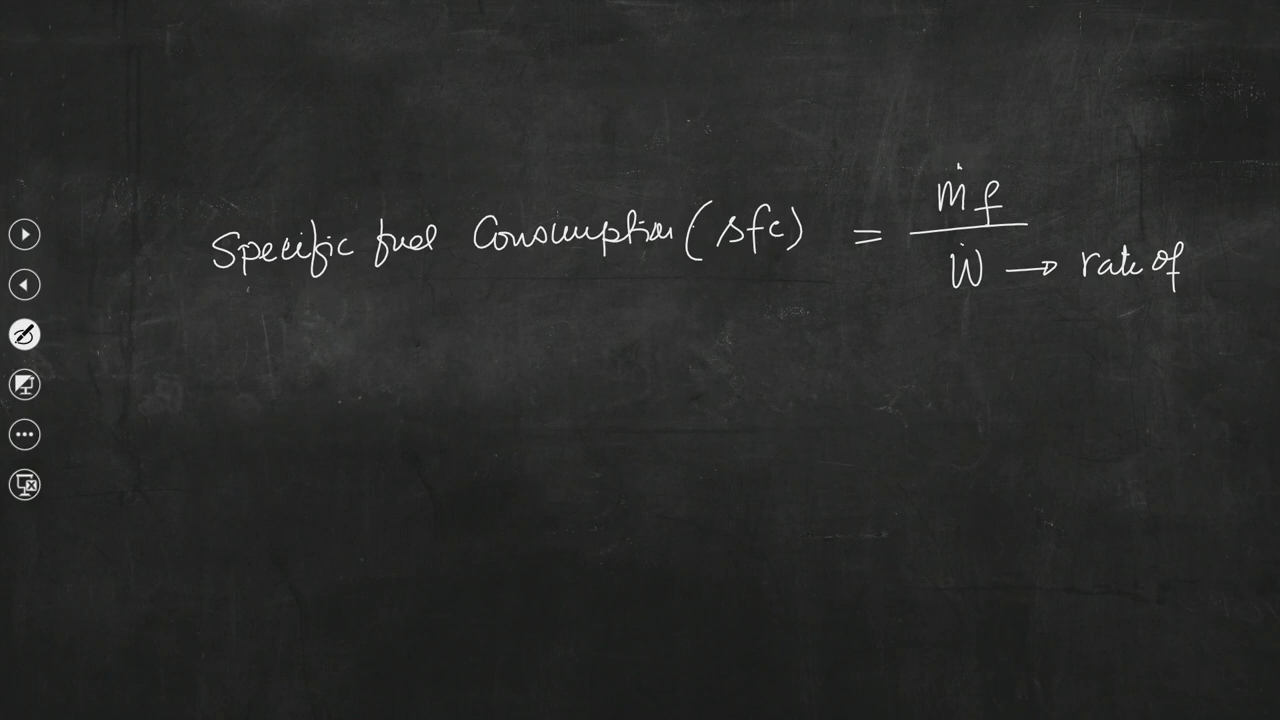 Specific fuel Consumption (sfc) = ṁf / Ẇ → rate of